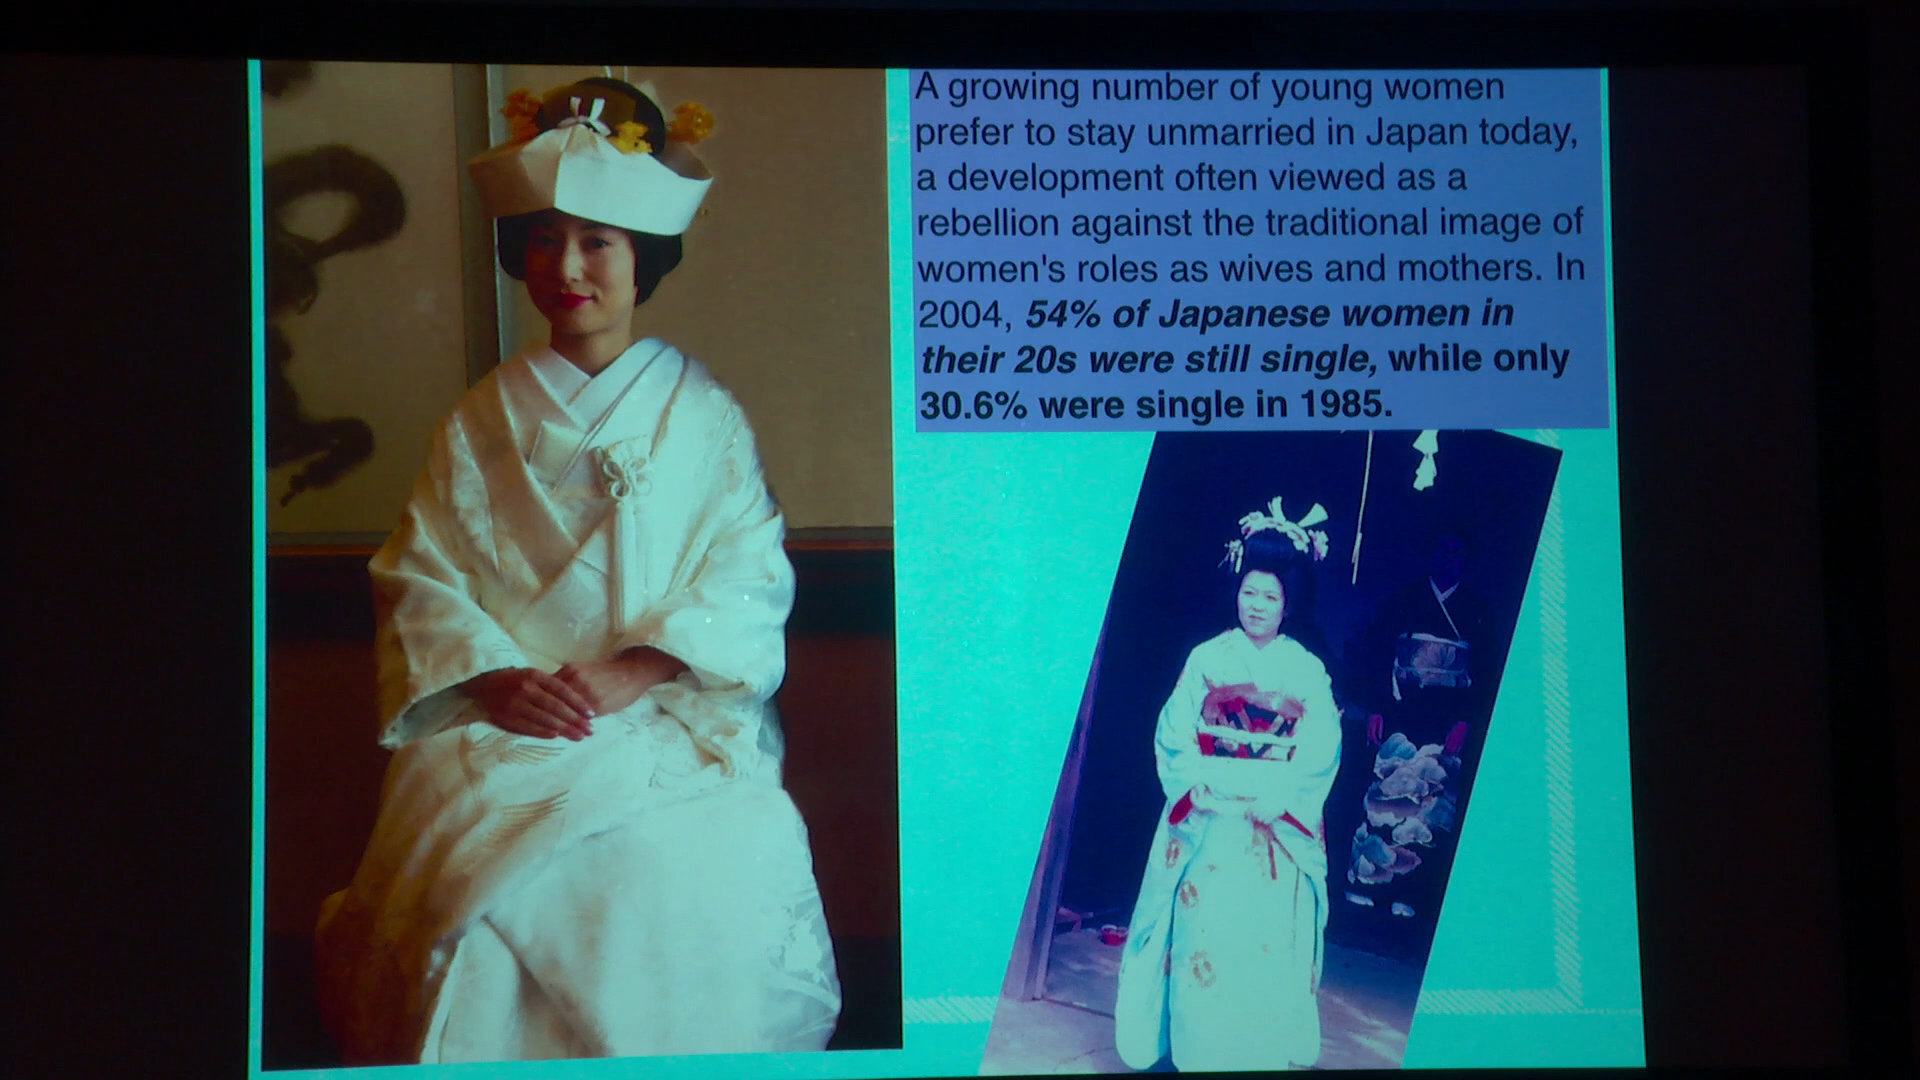 A growing number of young women
prefer to stay unmarried in Japan today,
a development often viewed as a
rebellion against the traditional image of
women's roles as wives and mothers. In
2004, 54% of Japanese women in
their 20s were still single, while only
30.6% were single in 1985.